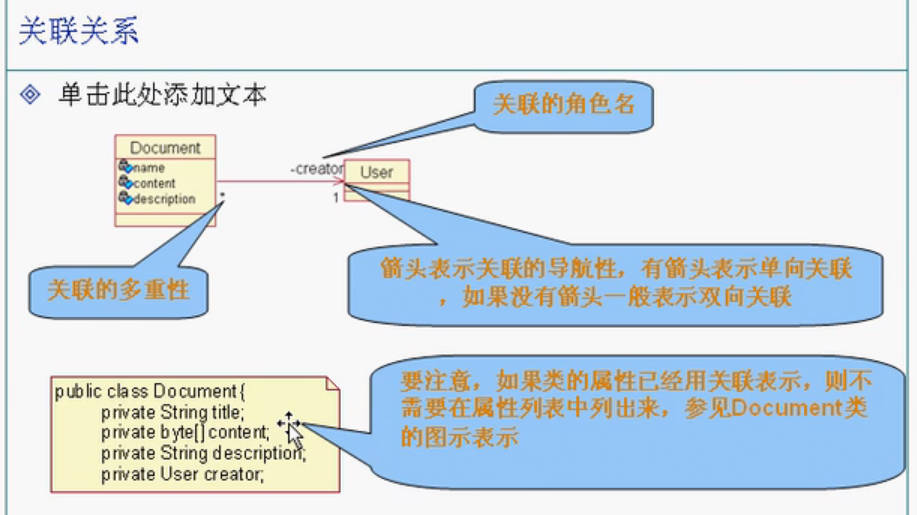 关联关系
单击此处添加文本
关联的角色名
Document
name
content
description
-creator
User
*
1
关联的多重性
箭头表示关联的导航性，有箭头表示单向关联
，如果没有箭头一般表示双向关联
public class Document{
private String title;
private byte[] content;
private String description;
private User creator;
要注意，如果类的属性已经用关联表示，则不
需要在属性列表中列出来，参见Document类
的图示表示